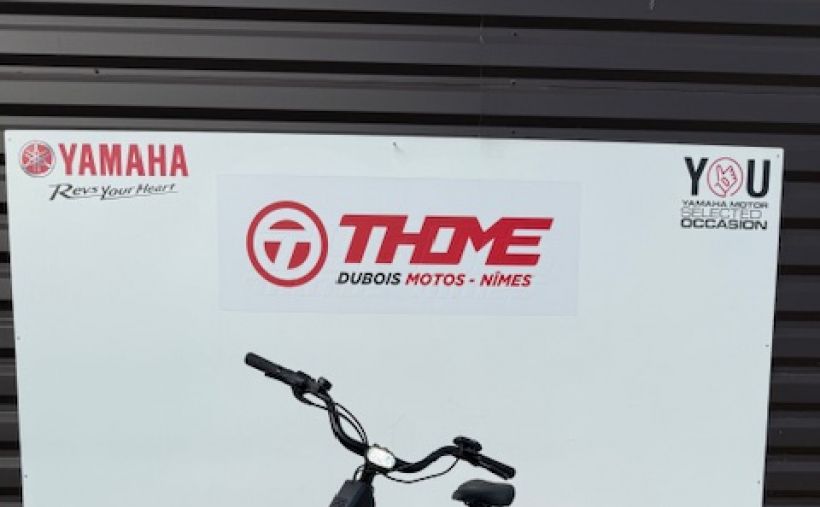 YAMAHA
Revs Your Heart
THOME
DUBOIS MOTOS - NÎMES
YOU
YAMAHA MOTOR
SELECTED
OCCASION